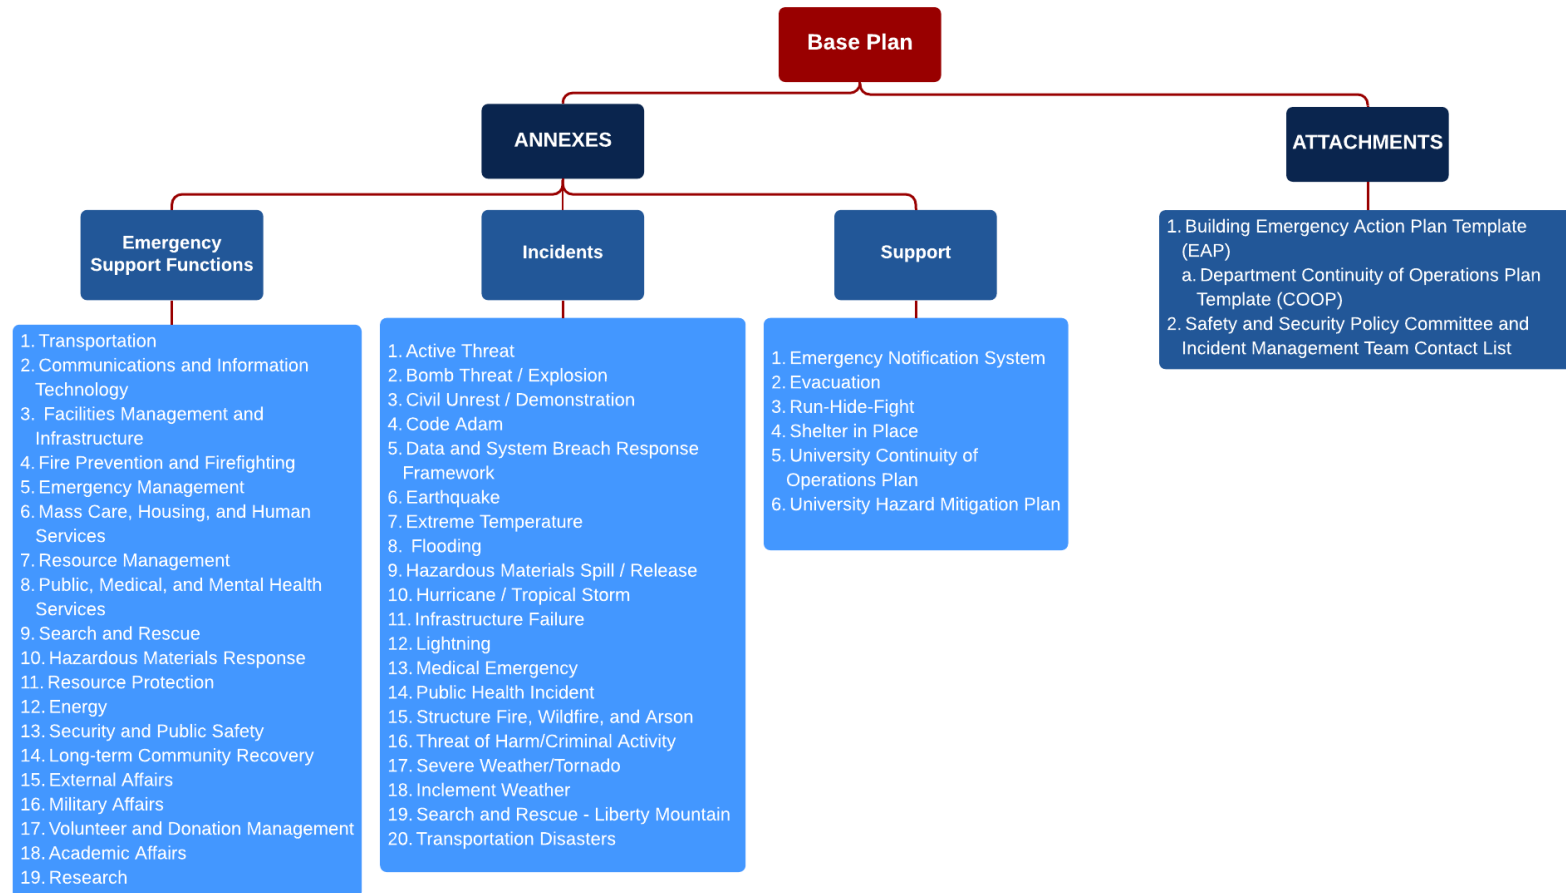 Base Plan
ANNEXES
ATTACHMENTS
Emergency
Support Functions
Incidents
Support
1. Transportation
2. Communications and Information
Technology
3. Facilities Management and
Infrastructure
4. Fire Prevention and Firefighting
5. Emergency Management
6. Mass Care, Housing, and Human
Services
7. Resource Management
8. Public, Medical, and Mental Health
Services
9. Search and Rescue
10. Hazardous Materials Response
11. Resource Protection
12. Energy
13. Security and Public Safety
14. Long-term Community Recovery
15. External Affairs
16. Military Affairs
17. Volunteer and Donation Management
18. Academic Affairs
19. Research
1. Active Threat
2. Bomb Threat / Explosion
3. Civil Unrest / Demonstration
4. Code Adam
5. Data and System Breach Response
Framework
6. Earthquake
7. Extreme Temperature
8. Flooding
9. Hazardous Materials Spill / Release
10. Hurricane / Tropical Storm
11. Infrastructure Failure
12. Lightning
13. Medical Emergency
14. Public Health Incident
15. Structure Fire, Wildfire, and Arson
16. Threat of Harm/Criminal Activity
17. Severe Weather/Tornado
18. Inclement Weather
19. Search and Rescue - Liberty Mountain
20. Transportation Disasters
1. Emergency Notification System
2. Evacuation
3. Run-Hide-Fight
4. Shelter in Place
5. University Continuity of
Operations Plan
6. University Hazard Mitigation Plan
1. Building Emergency Action Plan Template
(EAP)
a. Department Continuity of Operations Plan
Template (COOP)
2. Safety and Security Policy Committee and
Incident Management Team Contact List